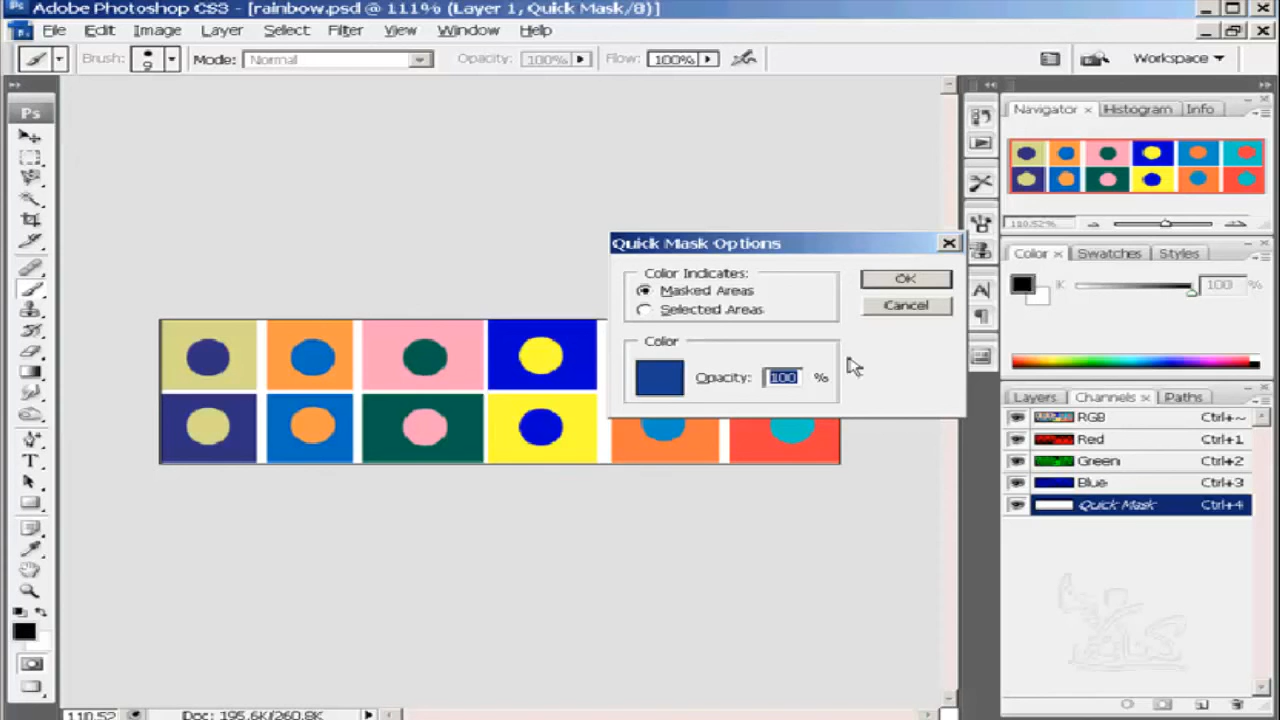 Adobe Photoshop CS3 - [rainbow.psd @ 111% (Layer 1, Quick Mask/8)]
File Edit Image Layer Select Filter View Window Help
Brush: 9 Mode: Normal Opacity: 100% Flow: 100% Workspace
Ps
Navigator Histogram Info
110.52%
Color Swatches Styles
K 100 %
Quick Mask Options
Color Indicates:
Masked Areas
Selected Areas
OK
Cancel
Color
Opacity: 100 %
Layers Channels Paths
RGB Ctrl+~
Red Ctrl+1
Green Ctrl+2
Blue Ctrl+3
Quick Mask Ctrl+4
110.52 Doc: 195.6K/260.8K